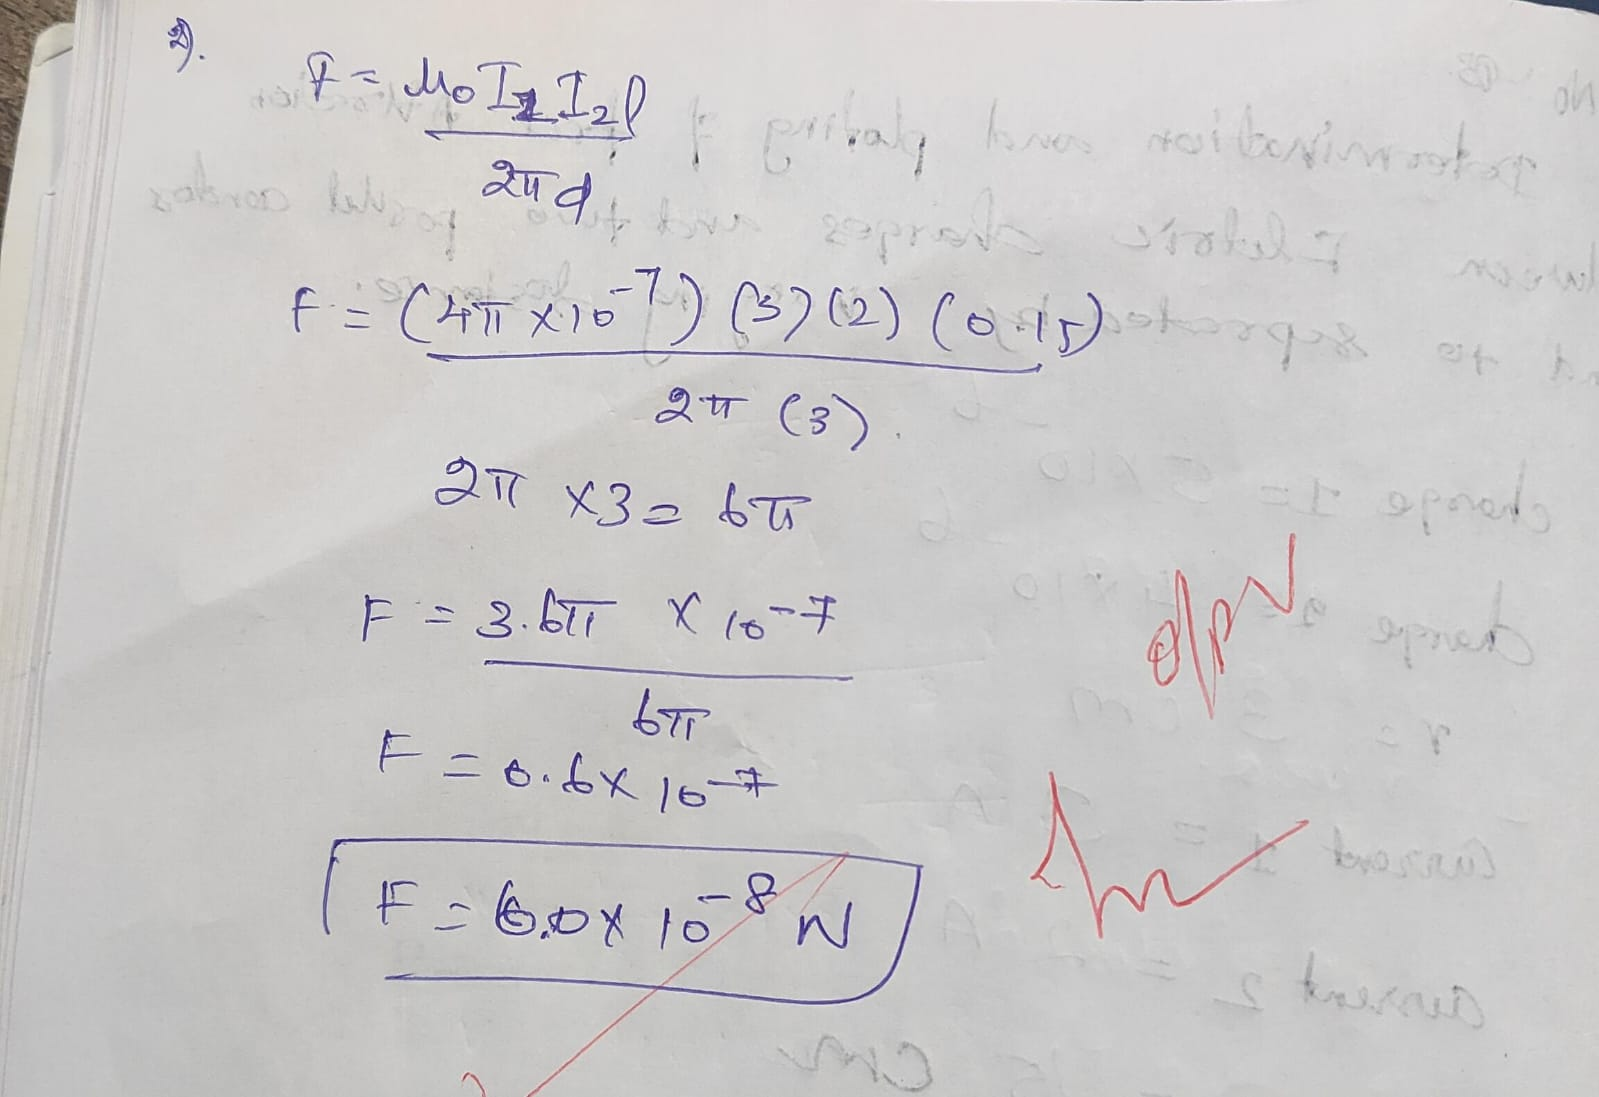 2).
F = μ₀ I₁ I₂ l
2π d
F = (4π × 10⁻⁷) (3) (2) (0.15)
2π (3).
2π × 3 = 6π
F = 3.6π × 10⁻⁷
6π
F = 0.6 × 10⁻⁷
F = 6.0 × 10⁻⁸ N
o/p